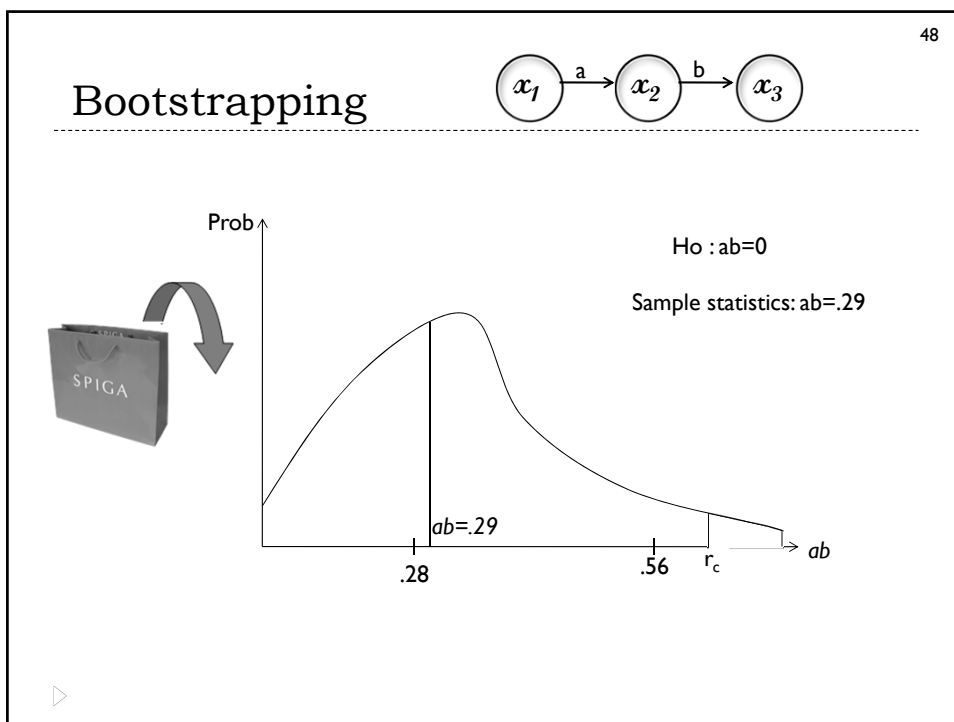 48
Bootstrapping
x1 a x2 b x3
Prob
Ho : ab=0
Sample statistics: ab=.29
SPIGA
SPIGA
ab=.29
.28
.56
rc
ab